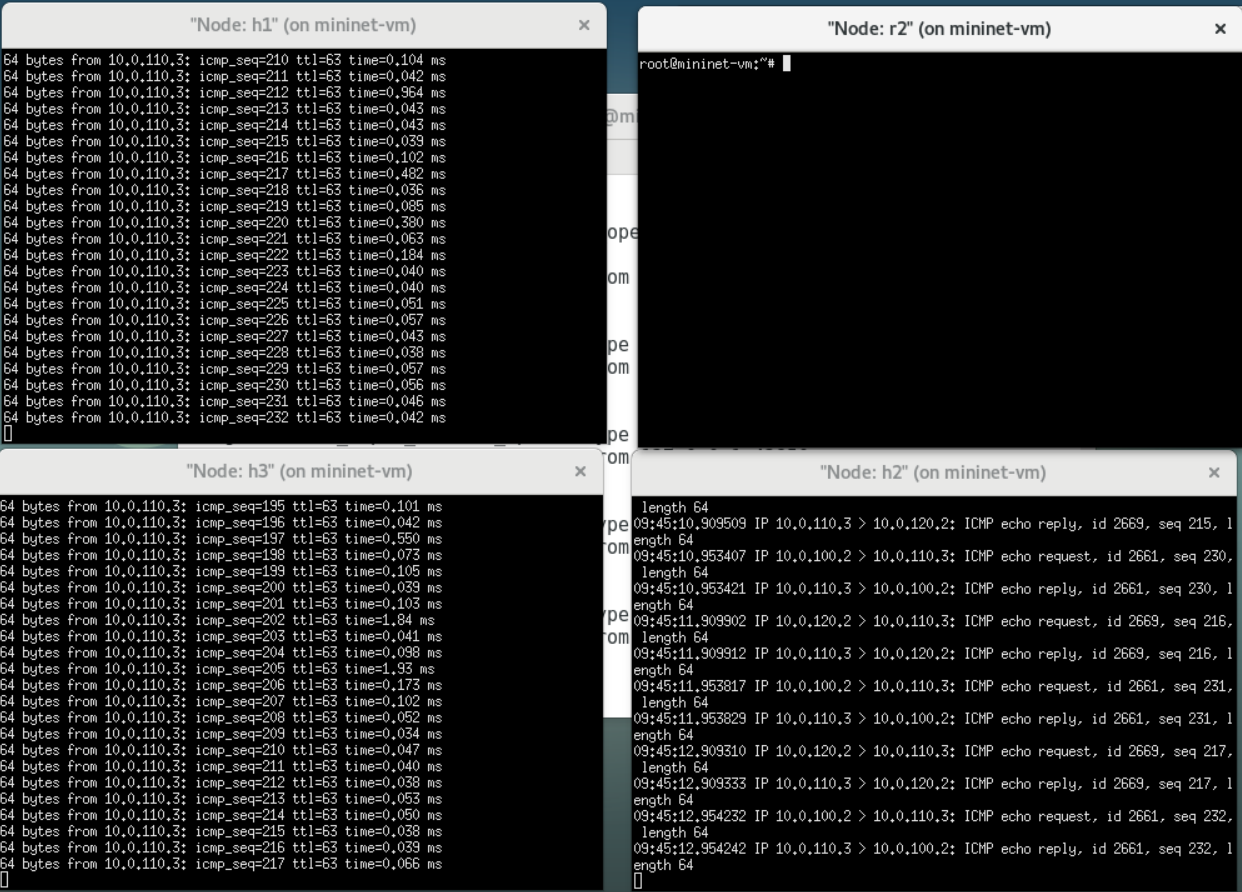 "Node: h1" (on mininet-vm)
64 bytes from 10.0.110.3: icmp_seq=210 ttl=63 time=0.104 ms
64 bytes from 10.0.110.3: icmp_seq=211 ttl=63 time=0.042 ms
64 bytes from 10.0.110.3: icmp_seq=212 ttl=63 time=0.964 ms
64 bytes from 10.0.110.3: icmp_seq=213 ttl=63 time=0.043 ms
64 bytes from 10.0.110.3: icmp_seq=214 ttl=63 time=0.043 ms
64 bytes from 10.0.110.3: icmp_seq=215 ttl=63 time=0.039 ms
64 bytes from 10.0.110.3: icmp_seq=216 ttl=63 time=0.102 ms
64 bytes from 10.0.110.3: icmp_seq=217 ttl=63 time=0.482 ms
64 bytes from 10.0.110.3: icmp_seq=218 ttl=63 time=0.036 ms
64 bytes from 10.0.110.3: icmp_seq=219 ttl=63 time=0.085 ms
64 bytes from 10.0.110.3: icmp_seq=220 ttl=63 time=0.380 ms
64 bytes from 10.0.110.3: icmp_seq=221 ttl=63 time=0.063 ms
64 bytes from 10.0.110.3: icmp_seq=222 ttl=63 time=0.184 ms
64 bytes from 10.0.110.3: icmp_seq=223 ttl=63 time=0.040 ms
64 bytes from 10.0.110.3: icmp_seq=224 ttl=63 time=0.040 ms
64 bytes from 10.0.110.3: icmp_seq=225 ttl=63 time=0.051 ms
64 bytes from 10.0.110.3: icmp_seq=226 ttl=63 time=0.057 ms
64 bytes from 10.0.110.3: icmp_seq=227 ttl=63 time=0.043 ms
64 bytes from 10.0.110.3: icmp_seq=228 ttl=63 time=0.038 ms
64 bytes from 10.0.110.3: icmp_seq=229 ttl=63 time=0.057 ms
64 bytes from 10.0.110.3: icmp_seq=230 ttl=63 time=0.056 ms
64 bytes from 10.0.110.3: icmp_seq=231 ttl=63 time=0.046 ms
64 bytes from 10.0.110.3: icmp_seq=232 ttl=63 time=0.042 ms
"Node: r2" (on mininet-vm)
root@mininet-vm:~#
@mi
ope
om
pe
om
ype
om
ype
rom
ype
rom
"Node: h3" (on mininet-vm)
64 bytes from 10.0.110.3: icmp_seq=195 ttl=63 time=0.101 ms
64 bytes from 10.0.110.3: icmp_seq=196 ttl=63 time=0.042 ms
64 bytes from 10.0.110.3: icmp_seq=197 ttl=63 time=0.550 ms
64 bytes from 10.0.110.3: icmp_seq=198 ttl=63 time=0.073 ms
64 bytes from 10.0.110.3: icmp_seq=199 ttl=63 time=0.105 ms
64 bytes from 10.0.110.3: icmp_seq=200 ttl=63 time=0.039 ms
64 bytes from 10.0.110.3: icmp_seq=201 ttl=63 time=0.103 ms
64 bytes from 10.0.110.3: icmp_seq=202 ttl=63 time=1.84 ms
64 bytes from 10.0.110.3: icmp_seq=203 ttl=63 time=0.041 ms
64 bytes from 10.0.110.3: icmp_seq=204 ttl=63 time=0.098 ms
64 bytes from 10.0.110.3: icmp_seq=205 ttl=63 time=1.93 ms
64 bytes from 10.0.110.3: icmp_seq=206 ttl=63 time=0.173 ms
64 bytes from 10.0.110.3: icmp_seq=207 ttl=63 time=0.102 ms
64 bytes from 10.0.110.3: icmp_seq=208 ttl=63 time=0.052 ms
64 bytes from 10.0.110.3: icmp_seq=209 ttl=63 time=0.034 ms
64 bytes from 10.0.110.3: icmp_seq=210 ttl=63 time=0.047 ms
64 bytes from 10.0.110.3: icmp_seq=211 ttl=63 time=0.040 ms
64 bytes from 10.0.110.3: icmp_seq=212 ttl=63 time=0.038 ms
64 bytes from 10.0.110.3: icmp_seq=213 ttl=63 time=0.053 ms
64 bytes from 10.0.110.3: icmp_seq=214 ttl=63 time=0.050 ms
64 bytes from 10.0.110.3: icmp_seq=215 ttl=63 time=0.038 ms
64 bytes from 10.0.110.3: icmp_seq=216 ttl=63 time=0.039 ms
64 bytes from 10.0.110.3: icmp_seq=217 ttl=63 time=0.066 ms
"Node: h2" (on mininet-vm)
length 64
09:45:10.909509 IP 10.0.110.3 > 10.0.120.2: ICMP echo reply, id 2669, seq 215, l
ength 64
09:45:10.953407 IP 10.0.100.2 > 10.0.110.3: ICMP echo request, id 2661, seq 230,
length 64
09:45:10.953421 IP 10.0.110.3 > 10.0.100.2: ICMP echo reply, id 2661, seq 230, l
ength 64
09:45:11.909902 IP 10.0.120.2 > 10.0.110.3: ICMP echo request, id 2669, seq 216,
length 64
09:45:11.909912 IP 10.0.110.3 > 10.0.120.2: ICMP echo reply, id 2669, seq 216, l
ength 64
09:45:11.953817 IP 10.0.100.2 > 10.0.110.3: ICMP echo request, id 2661, seq 231,
length 64
09:45:11.953829 IP 10.0.110.3 > 10.0.100.2: ICMP echo reply, id 2661, seq 231, l
ength 64
09:45:12.909310 IP 10.0.120.2 > 10.0.110.3: ICMP echo request, id 2669, seq 217,
length 64
09:45:12.909333 IP 10.0.110.3 > 10.0.120.2: ICMP echo reply, id 2669, seq 217, l
ength 64
09:45:12.954232 IP 10.0.100.2 > 10.0.110.3: ICMP echo request, id 2661, seq 232,
length 64
09:45:12.954242 IP 10.0.110.3 > 10.0.100.2: ICMP echo reply, id 2661, seq 232, l
ength 64